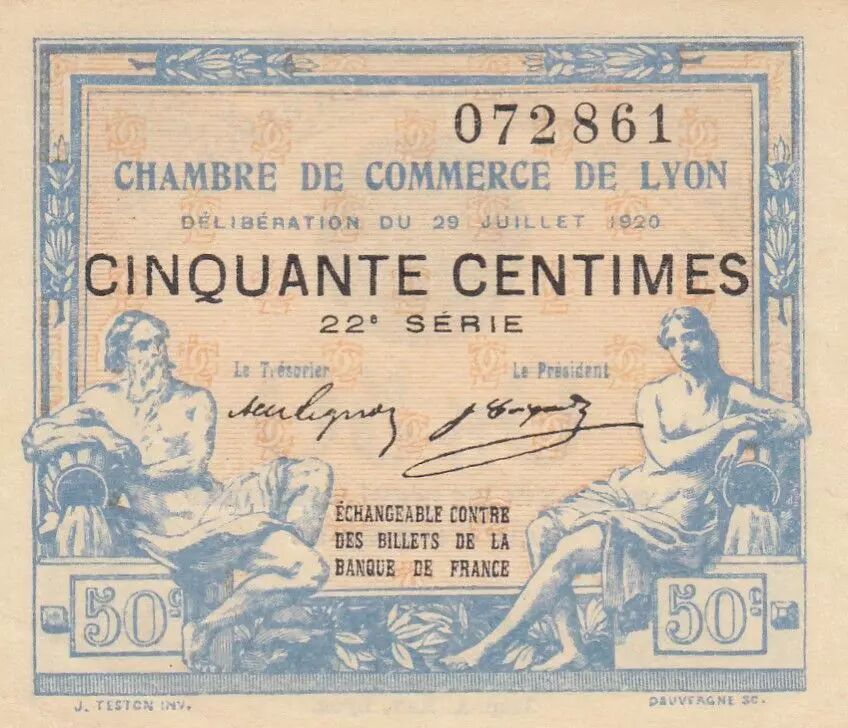 072861
CHAMBRE DE COMMERCE DE LYON
DÉLIBÉRATION DU 29 JUILLET 1920
CINQUANTE CENTIMES
22e SÉRIE
Le Trésorier Le Président
ÉCHANGEABLE CONTRE
DES BILLETS DE LA
BANQUE DE FRANCE
50c 50c
J. TESTON INV. DAUVERGNE SC.